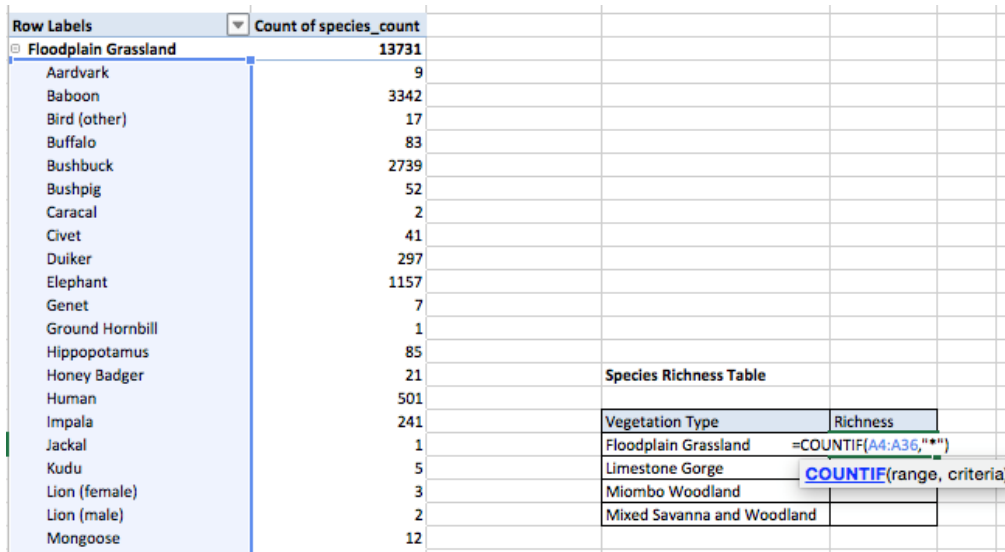 Row Labels Count of species_count
Floodplain Grassland 13731
Aardvark 9
Baboon 3342
Bird (other) 17
Buffalo 83
Bushbuck 2739
Bushpig 52
Caracal 2
Civet 41
Duiker 297
Elephant 1157
Genet 7
Ground Hornbill 1
Hippopotamus 85
Honey Badger 21
Species Richness Table
Human 501
Impala 241
Vegetation Type Richness
Jackal 1
Floodplain Grassland =COUNTIF(A4:A36,"*")
Kudu 5
Limestone Gorge
COUNTIF(range, criteria)
Lion (female) 3
Miombo Woodland
Lion (male) 2
Mixed Savanna and Woodland
Mongoose 12